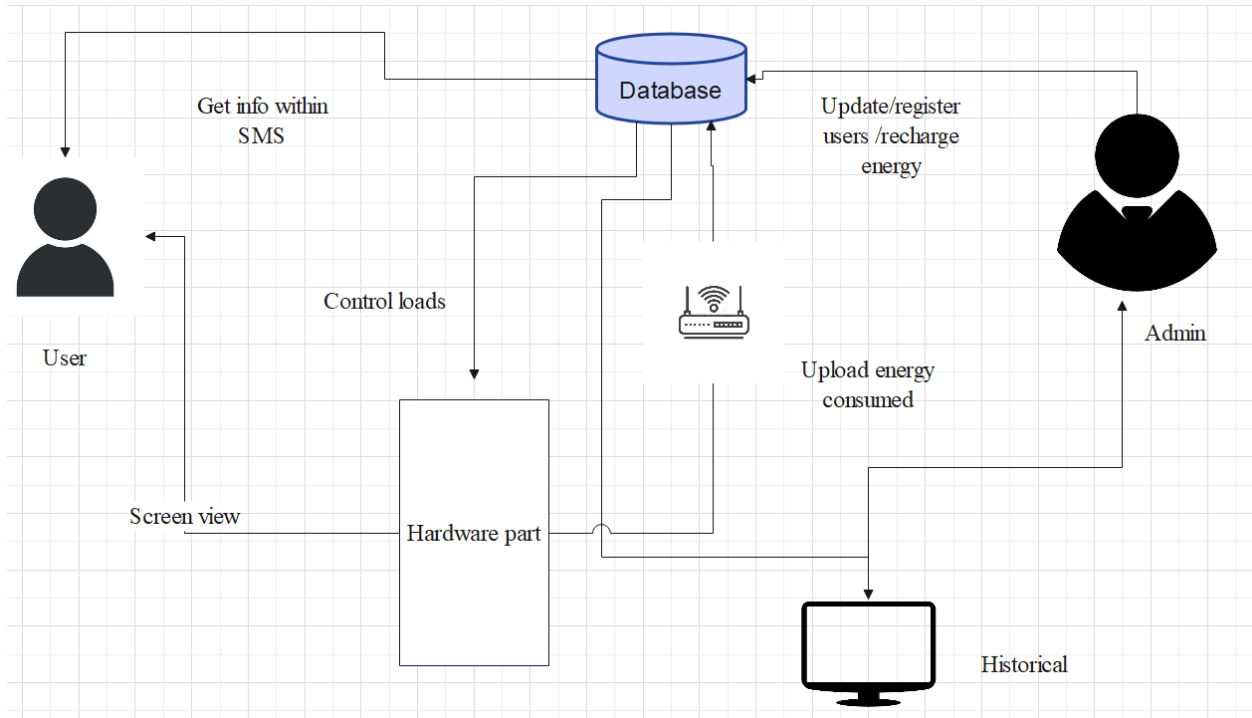 Database
Get info within
SMS
Update/register
users /recharge
energy
Control loads
User
Admin
Upload energy
consumed
Screen view
Hardware part
Historical